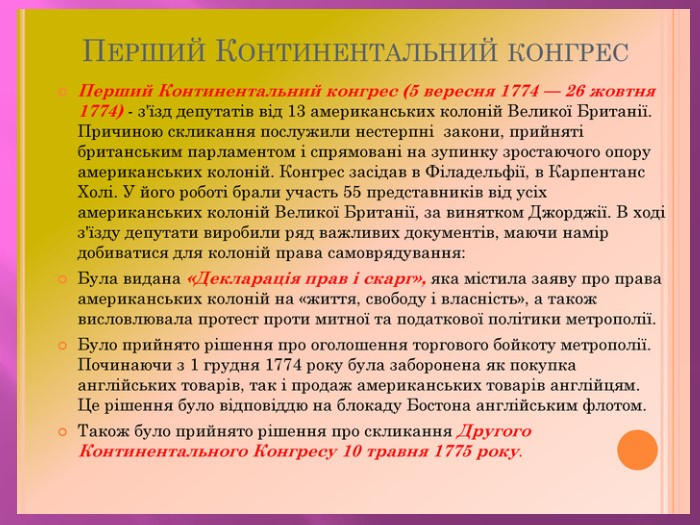 Перший Континентальний конгрес
Перший Континентальний конгрес (5 вересня 1774 — 26 жовтня
1774) - з'їзд депутатів від 13 американських колоній Великої Британії.
Причиною скликання послужили нестерпні закони, прийняті
британським парламентом і спрямовані на зупинку зростаючого опору
американських колоній. Конгрес засідав в Філадельфії, в Карпентанс
Холі. У його роботі брали участь 55 представників від усіх
американських колоній Великої Британії, за винятком Джорджії. В ході
з'їзду депутати виробили ряд важливих документів, маючи намір
добиватися для колоній права самоврядування:
Була видана «Декларація прав і скарг», яка містила заяву про права
американських колоній на «життя, свободу і власність», а також
висловлювала протест проти митної та податкової політики метрополії.
Було прийнято рішення про оголошення торгового бойкоту метрополії.
Починаючи з 1 грудня 1774 року була заборонена як покупка
англійських товарів, так і продаж американських товарів англійцям.
Це рішення було відповіддю на блокаду Бостона англійським флотом.
Також було прийнято рішення про скликання Другого
Континентального Конгресу 10 травня 1775 року.